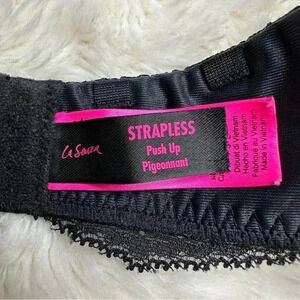 La Senza
STRAPLESS
Push Up
Pigeonnant
Hecho en Vietnam
Fabriqué au Vietnam
Made in Vietnam